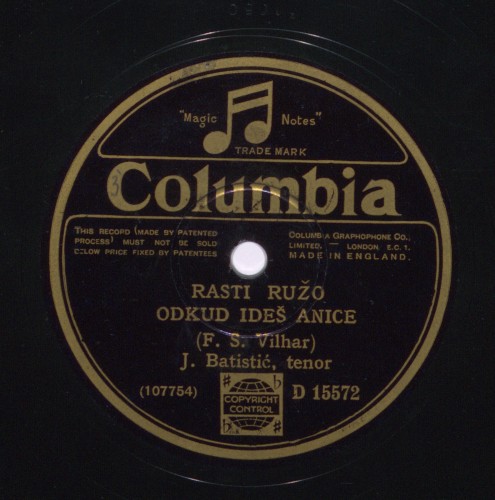 "Magic Notes"
TRADE MARK
Columbia
THIS RECORD (MADE BY PATENTED
PROCESS) MUST NOT BE SOLD
BELOW PRICE FIXED BY PATENTEES
COLUMBIA GRAPHOPHONE CO.,
LIMITED. — LONDON E.C. 1.
MADE IN ENGLAND.
RASTI RUŽO
ODKUD IDEŠ ANICE
(F. S. Vilhar)
J. Batistić, tenor
(107754)
COPYRIGHT
CONTROL
D 15572